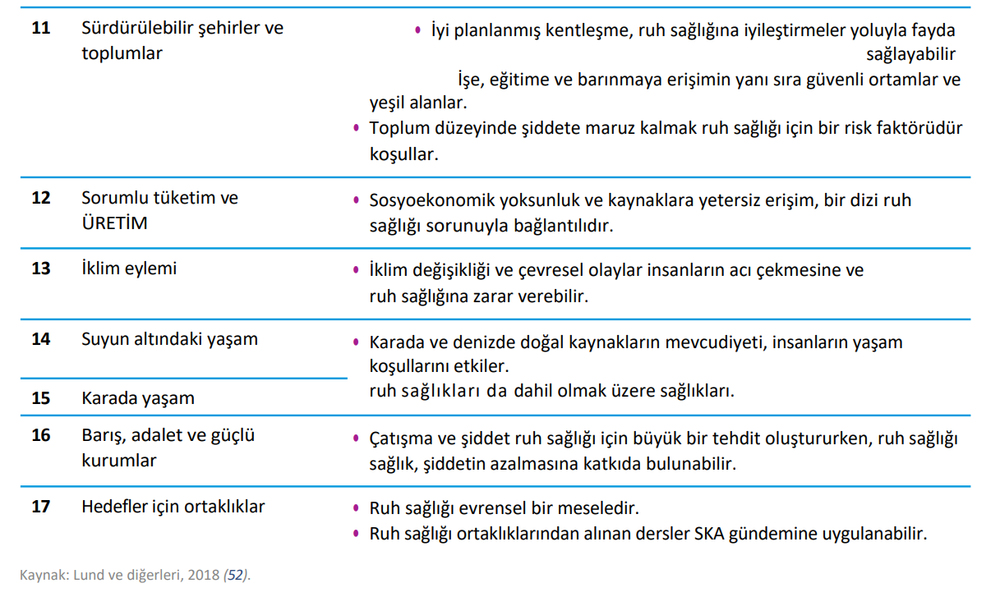 11 Sürdürülebilir şehirler ve
toplumlar
• İyi planlanmış kentleşme, ruh sağlığına iyileştirmeler yoluyla fayda
sağlayabilir
İşe, eğitime ve barınmaya erişimin yanı sıra güvenli ortamlar ve
yeşil alanlar.
• Toplum düzeyinde şiddete maruz kalmak ruh sağlığı için bir risk faktörüdür
koşullar.
12 Sorumlu tüketim ve
ÜRETİM
• Sosyoekonomik yoksunluk ve kaynaklara yetersiz erişim, bir dizi ruh
sağlığı sorunuyla bağlantılıdır.
13 İklim eylemi
• İklim değişikliği ve çevresel olaylar insanların acı çekmesine ve
ruh sağlığına zarar verebilir.
14 Suyun altındaki yaşam
• Karada ve denizde doğal kaynakların mevcudiyeti, insanların yaşam
koşullarını etkiler.
ruh sağlıkları da dahil olmak üzere sağlıkları.
15 Karada yaşam
16 Barış, adalet ve güçlü
kurumlar
• Çatışma ve şiddet ruh sağlığı için büyük bir tehdit oluştururken, ruh sağlığı
sağlık, şiddetin azalmasına katkıda bulunabilir.
17 Hedefler için ortaklıklar
• Ruh sağlığı evrensel bir meseledir.
• Ruh sağlığı ortaklıklarından alınan dersler SKA gündemine uygulanabilir.
Kaynak: Lund ve diğerleri, 2018 (52).